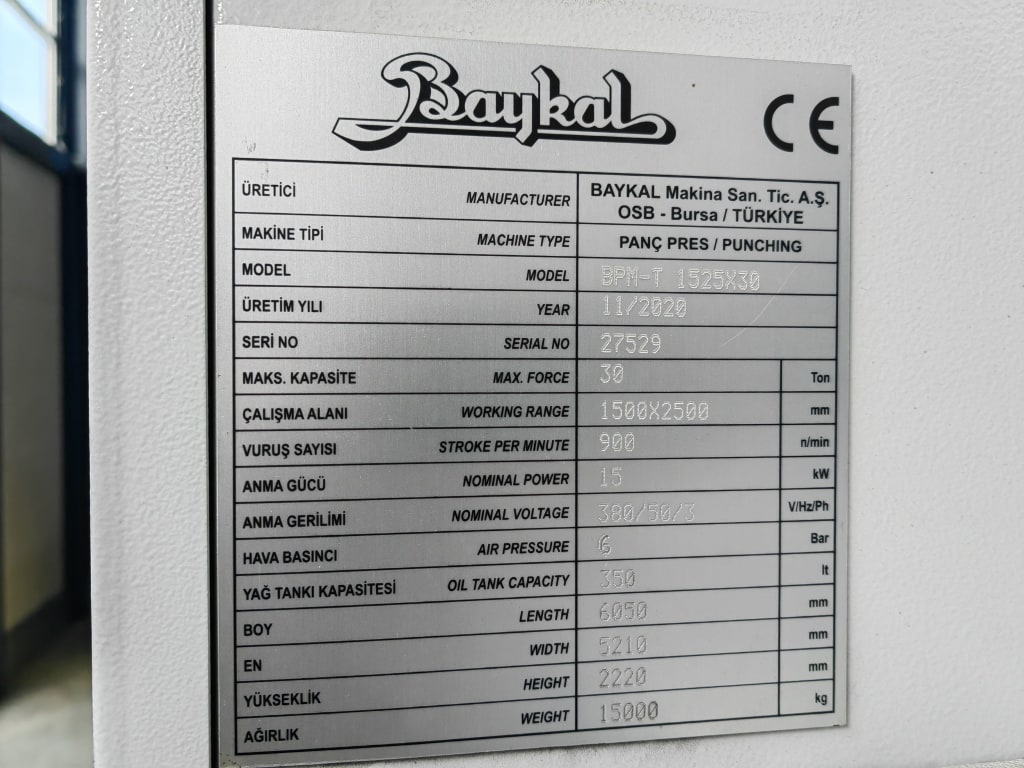 Baykal CE
ÜRETİCİ MANUFACTURER BAYKAL Makina San. Tic. A.Ş.
OSB - Bursa / TÜRKİYE
MAKİNE TİPİ MACHINE TYPE PANÇ PRES / PUNCHING
MODEL MODEL BPM-T 1525X30
ÜRETİM YILI YEAR 11/2020
SERİ NO SERIAL NO 27529
MAKS. KAPASİTE MAX. FORCE 30 Ton
ÇALIŞMA ALANI WORKING RANGE 1500X2500 mm
VURUŞ SAYISI STROKE PER MINUTE 900 n/min
ANMA GÜCÜ NOMINAL POWER 15 kW
ANMA GERİLİMİ NOMINAL VOLTAGE 380/50/3 V/Hz/Ph
HAVA BASINCI AIR PRESSURE 6 Bar
YAĞ TANKI KAPASİTESİ OIL TANK CAPACITY 350 lt
BOY LENGTH 6050 mm
EN WIDTH 5210 mm
YÜKSEKLİK HEIGHT 2220 mm
AĞIRLIK WEIGHT 15000 kg